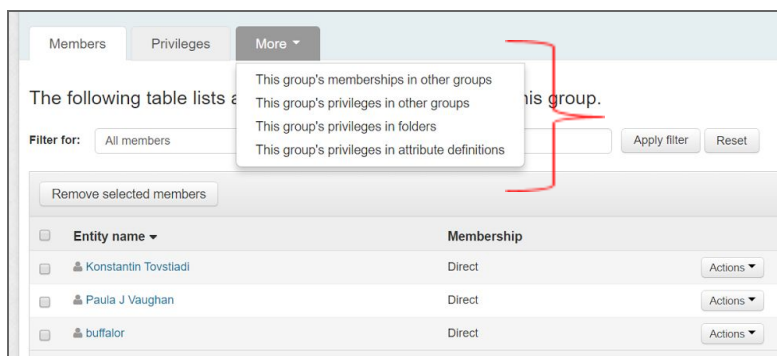 Members Privileges More
This group's memberships in other groups
This group's privileges in other groups
This group's privileges in folders
This group's privileges in attribute definitions
The following table lists a his group.
Filter for: All members Apply filter Reset
Remove selected members
Entity name Membership
Konstantin Tovstiadi Direct Actions
Paula J Vaughan Direct Actions
buffalor Direct Actions